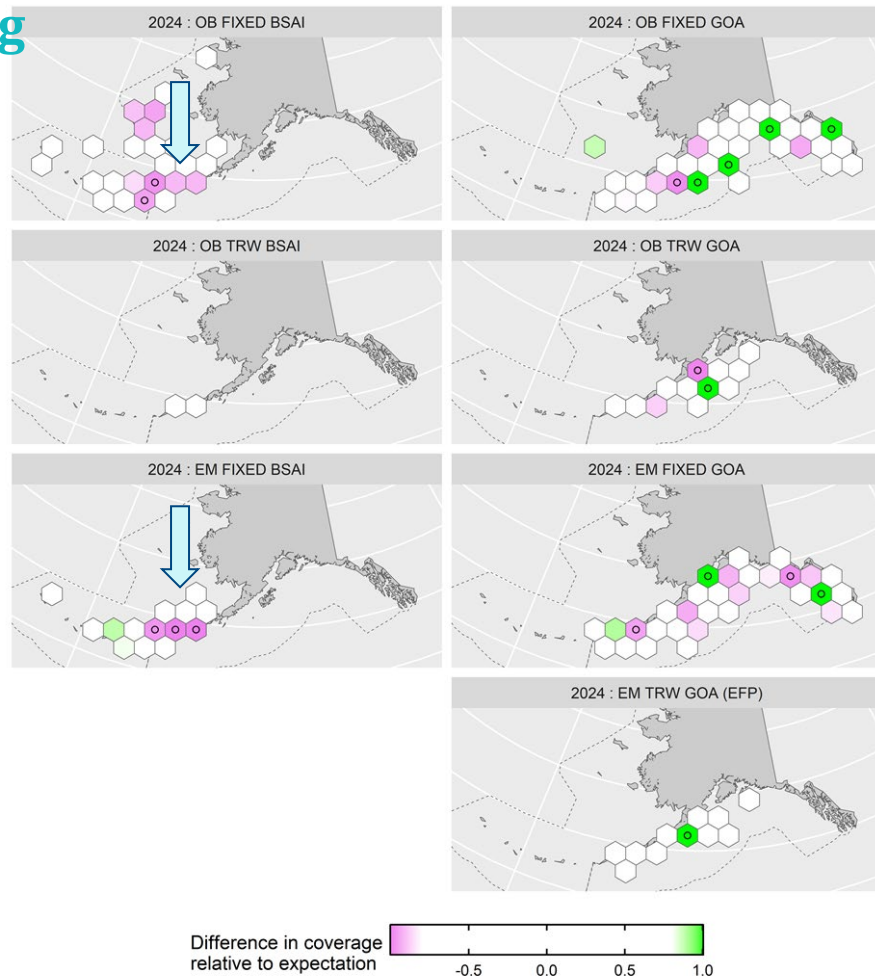 g
2024 : OB FIXED BSAI
2024 : OB FIXED GOA
2024 : OB TRW BSAI
2024 : OB TRW GOA
2024 : EM FIXED BSAI
2024 : EM FIXED GOA
2024 : EM TRW GOA (EFP)
Difference in coverage
relative to expectation
-0.5 0.0 0.5 1.0